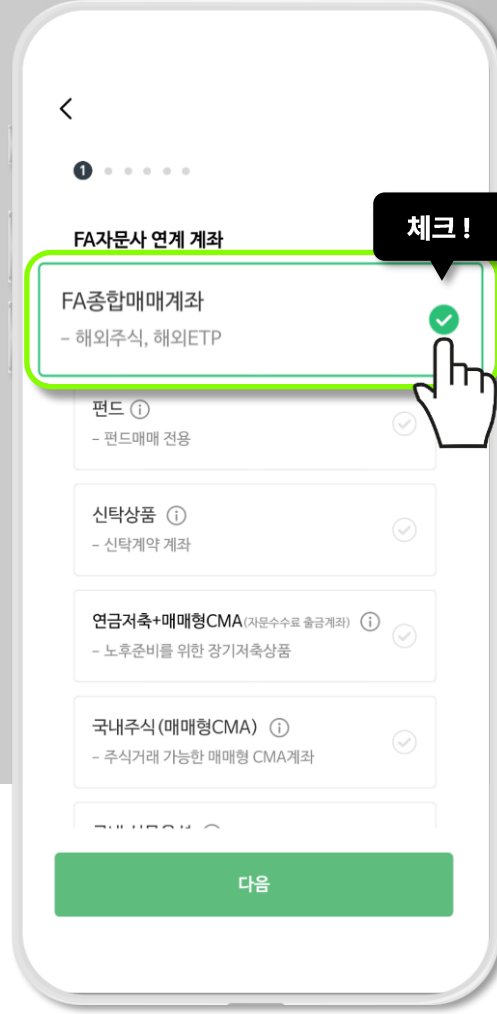 1
FA자문사 연계 계좌
체크!
FA종합매매계좌
– 해외주식, 해외ETP
펀드
– 펀드매매 전용
신탁상품
– 신탁계약 계좌
연금저축+매매형CMA(자문수수료 출금계좌)
– 노후준비를 위한 장기저축상품
국내주식(매매형CMA)
– 주식거래 가능한 매매형 CMA계좌
다음